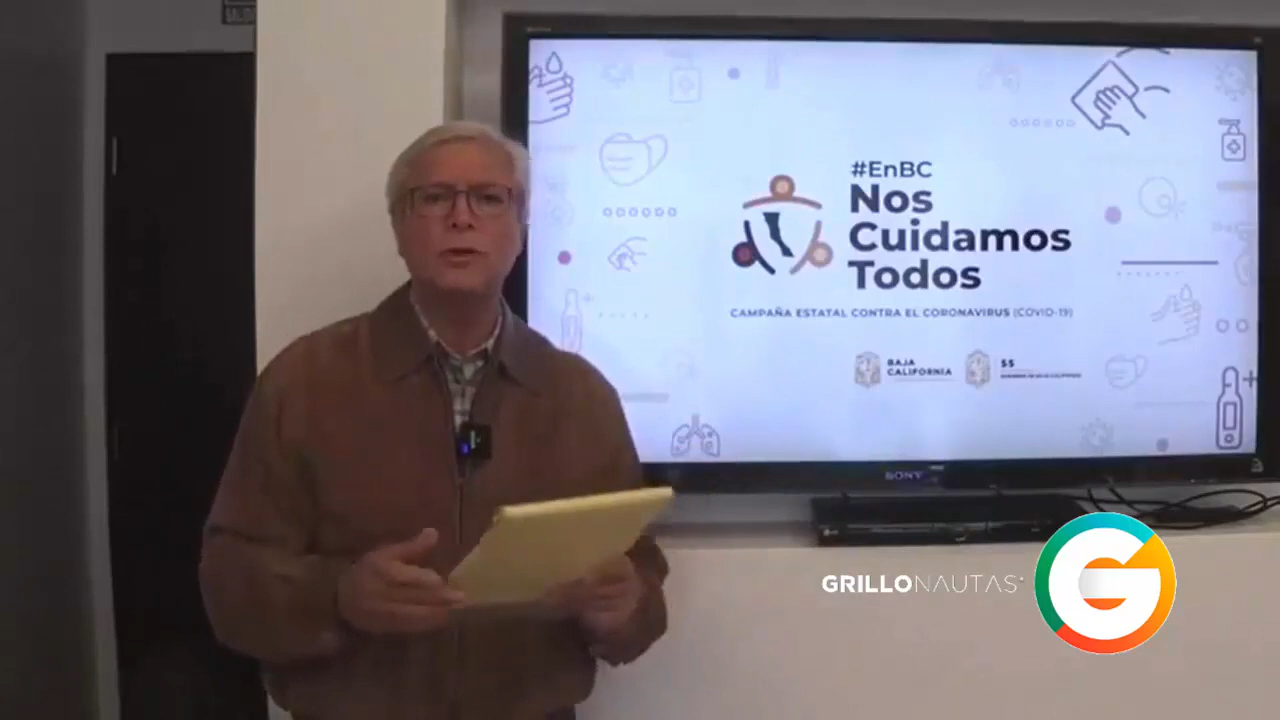 #EnBC
Nos
Cuidamos
Todos
CAMPAÑA ESTATAL CONTRA EL CORONAVIRUS (COVID-19)
BAJA
CALIFORNIA
SS
SONY
GRILLONAUTAS
G